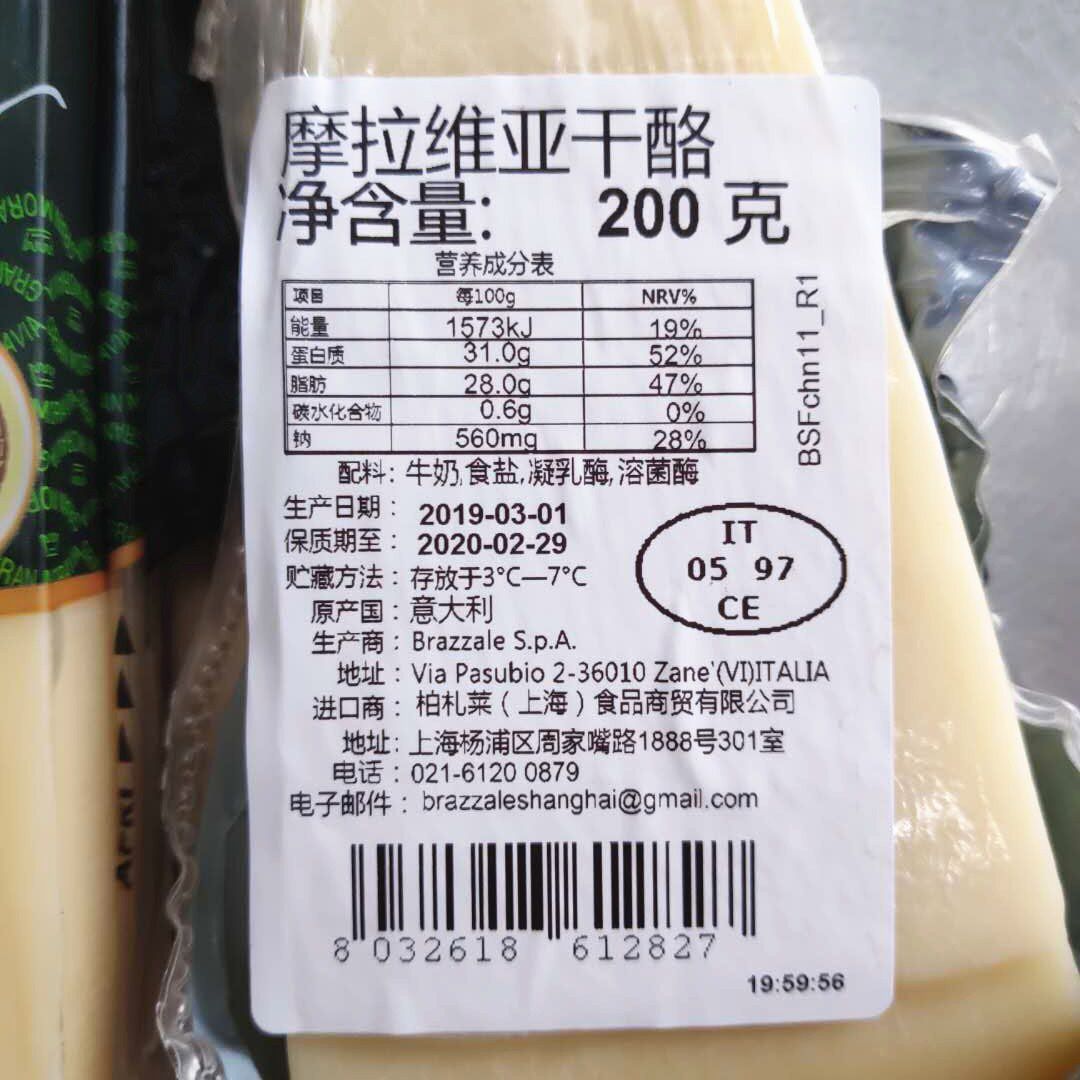 摩拉维亚干酪
净含量: 200 克
营养成分表
项目 每100g NRV%
能量 1573kJ 19%
蛋白质 31.0g 52%
脂肪 28.0g 47%
碳水化合物 0.6g 0%
钠 560mg 28%
BSFchn11_R1
配料: 牛奶,食盐,凝乳酶,溶菌酶
生产日期: 2019-03-01
保质期至: 2020-02-29
贮藏方法: 存放于3°C—7°C
IT
05 97
CE
原产国: 意大利
生产商: Brazzale S.p.A.
地址: Via Pasubio 2-36010 Zane'(VI)ITALIA
进口商: 柏札莱（上海）食品商贸有限公司
地址: 上海杨浦区周家嘴路1888号301室
电话: 021-6120 0879
电子邮件: brazzaleshanghai@gmail.com
8 032618 612827
19:59:56